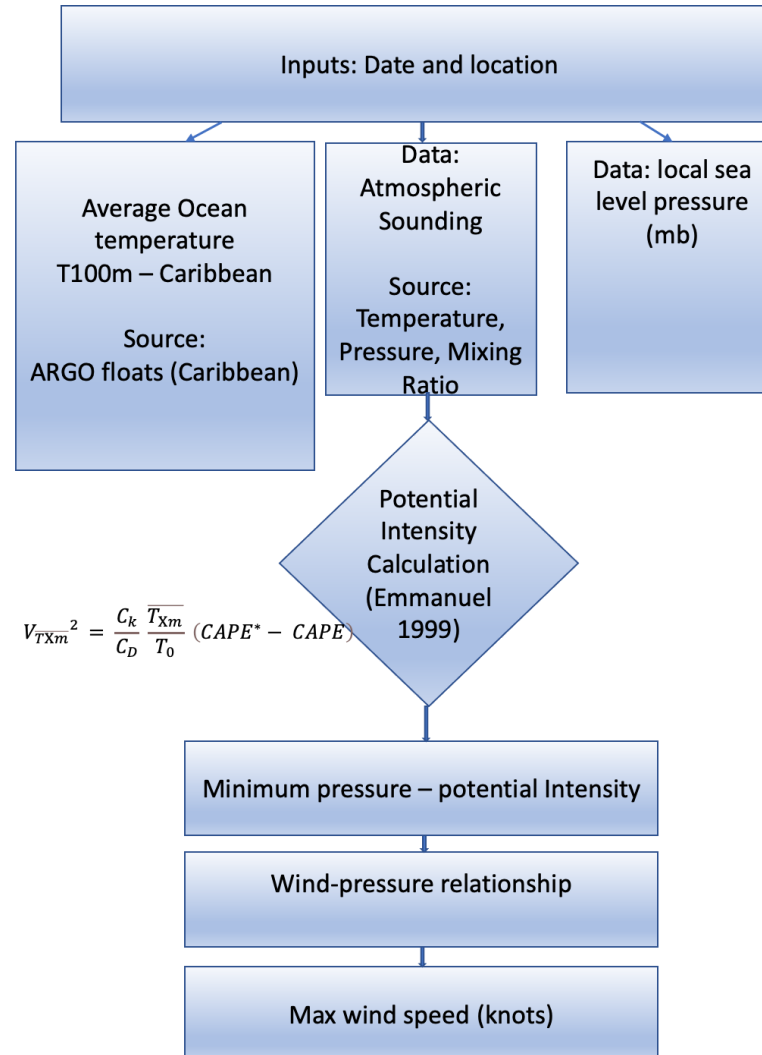 Inputs: Date and location
Average Ocean
temperature
T100m – Caribbean
Source:
ARGO floats (Caribbean)
Data:
Atmospheric
Sounding
Source:
Temperature,
Pressure, Mixing
Ratio
Data: local sea
level pressure
(mb)
Potential
Intensity
Calculation
(Emmanuel
1999)
$V_{\overline{TXm}}{}^2 = \frac{C_k}{C_D} \frac{\overline{T_{Xm}}}{T_0} (CAPE^* - CAPE)$
Minimum pressure – potential Intensity
Wind-pressure relationship
Max wind speed (knots)